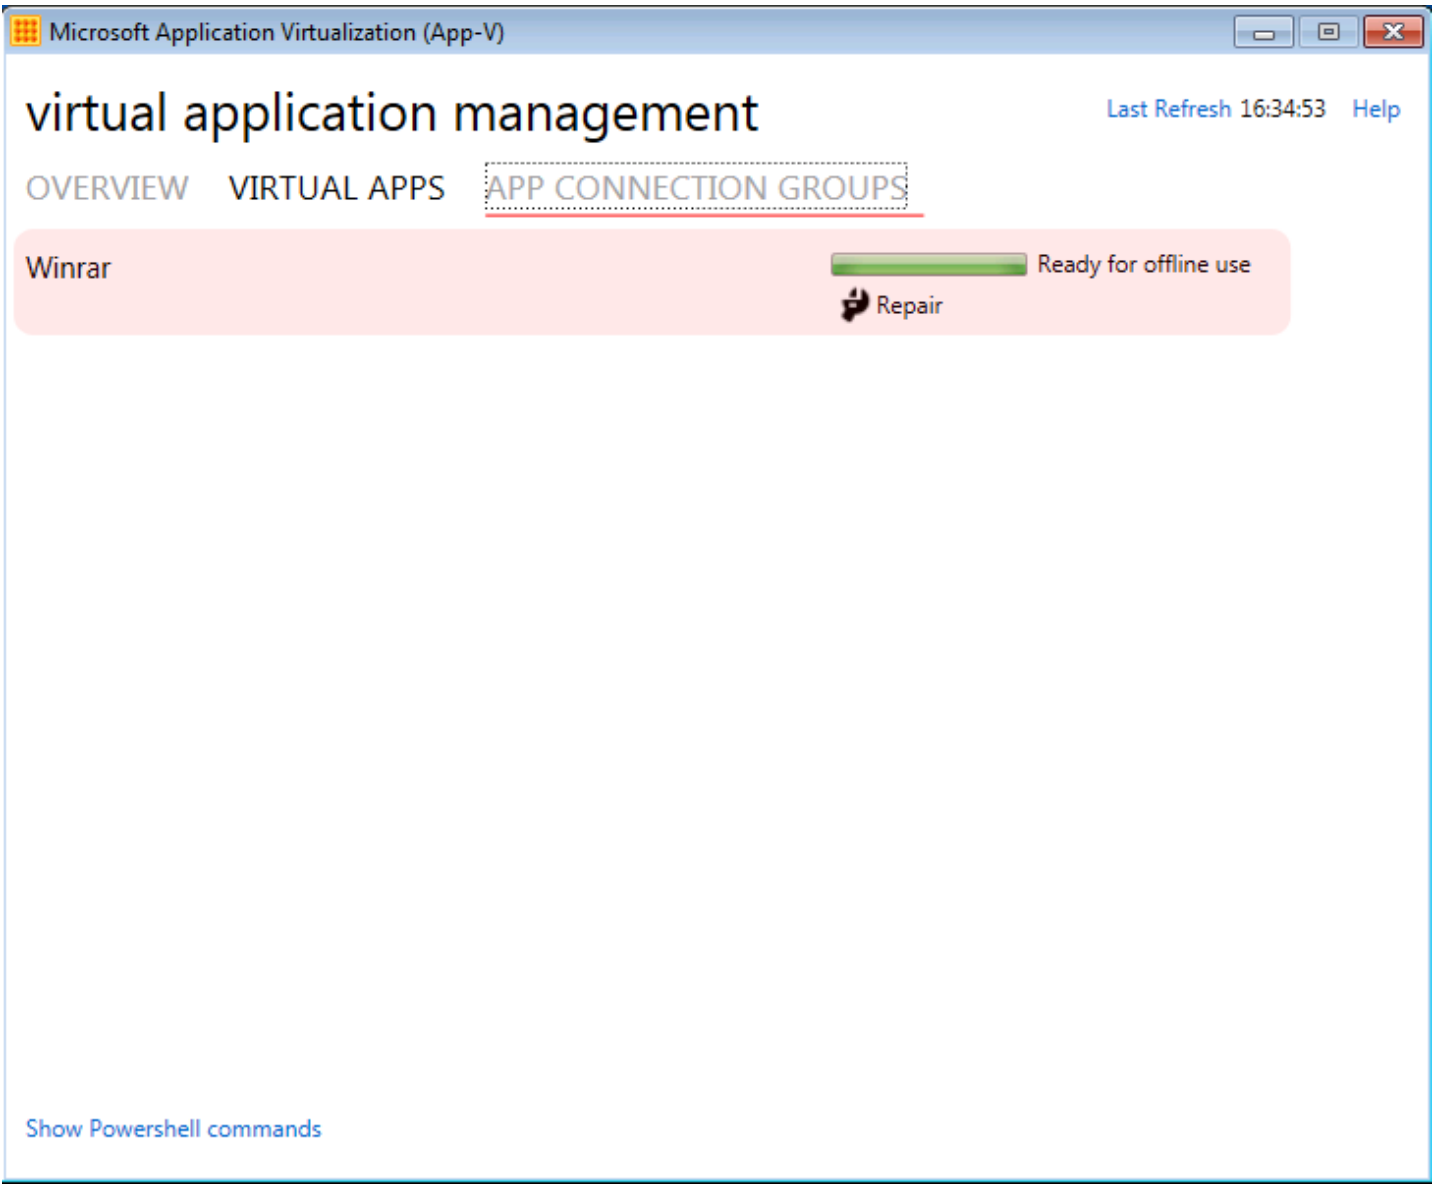 Microsoft Application Virtualization (App-V)
virtual application management
Last Refresh 16:34:53 Help
OVERVIEW VIRTUAL APPS APP CONNECTION GROUPS
Winrar
Ready for offline use
Repair
Show Powershell commands